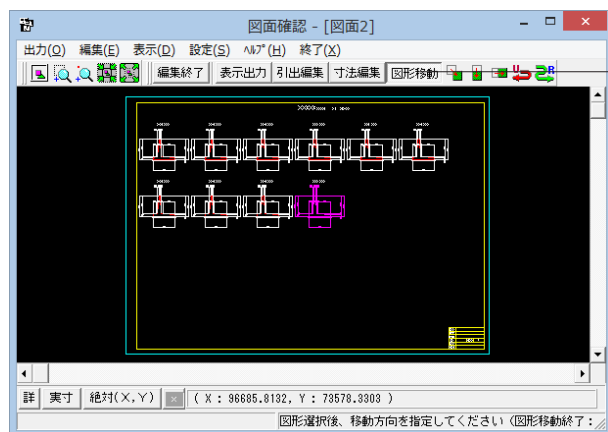 図面確認 - [図面2]
出力(O) 編集(E) 表示(D) 設定(S) ﾍﾙﾌﾟ(H) 終了(X)
編集終了 表示出力 引出編集 寸法編集 図形移動
詳 実寸 絶対(X,Y) × ( X : 96685.8132, Y : 73578.3303 )
図形選択後、移動方向を指定してください〈図形移動終了: